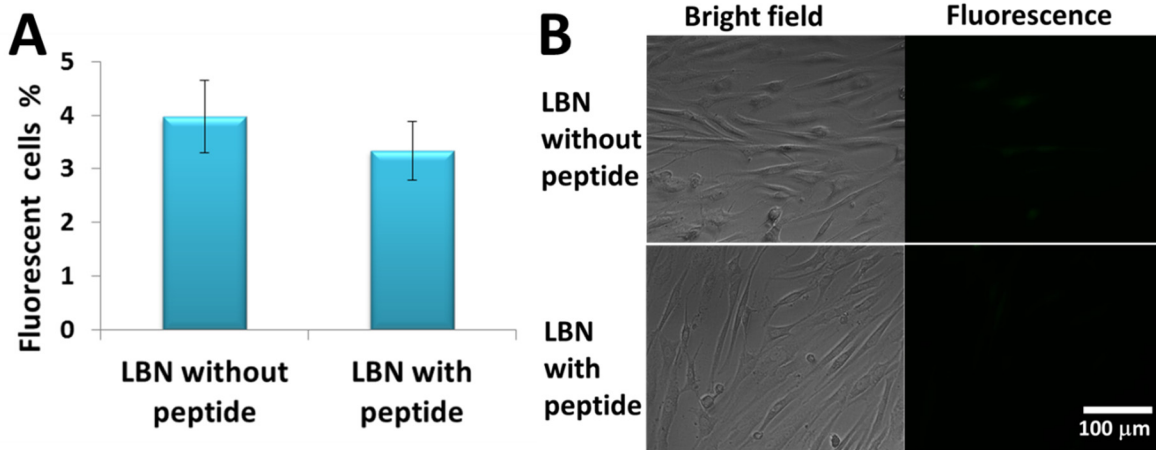 A
Fluorescent cells %
5
4
3
2
1
0
LBN without
peptide
LBN with
peptide
B
Bright field
Fluorescence
LBN
without
peptide
LBN
with
peptide
100 μm